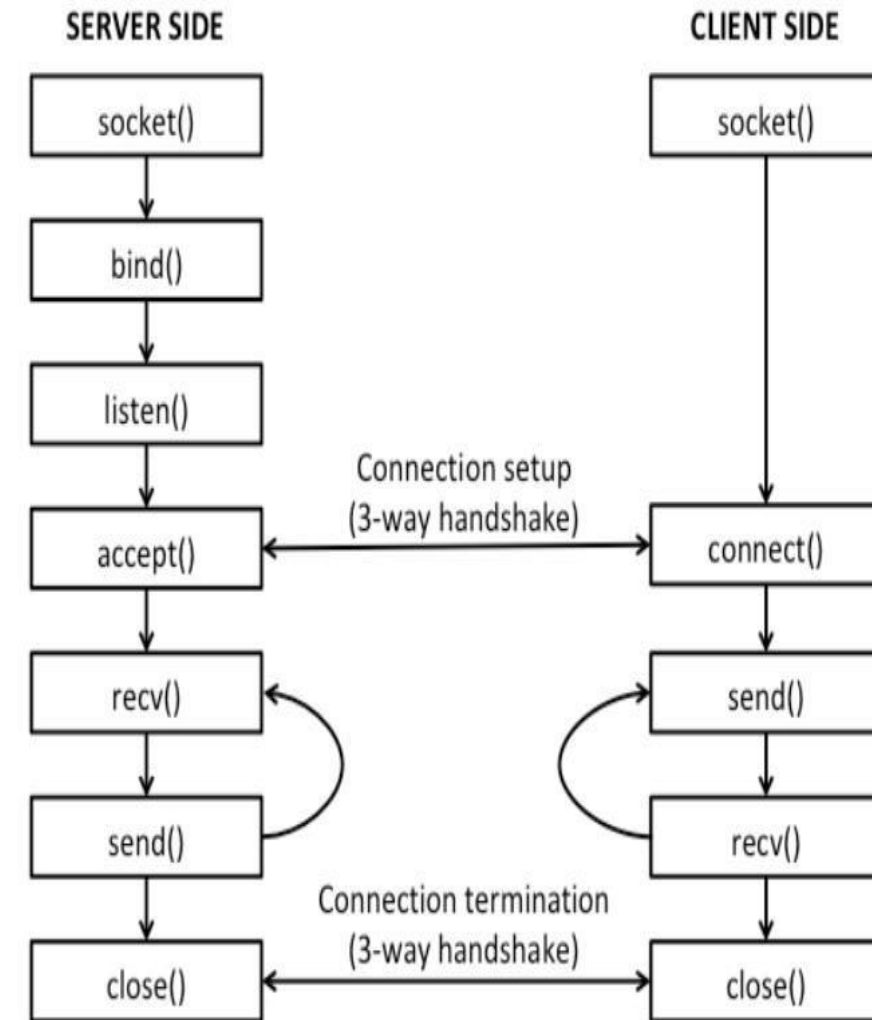 SERVER SIDE
CLIENT SIDE
socket()
socket()
bind()
listen()
Connection setup
(3-way handshake)
accept()
connect()
recv()
send()
send()
recv()
Connection termination
(3-way handshake)
close()
close()